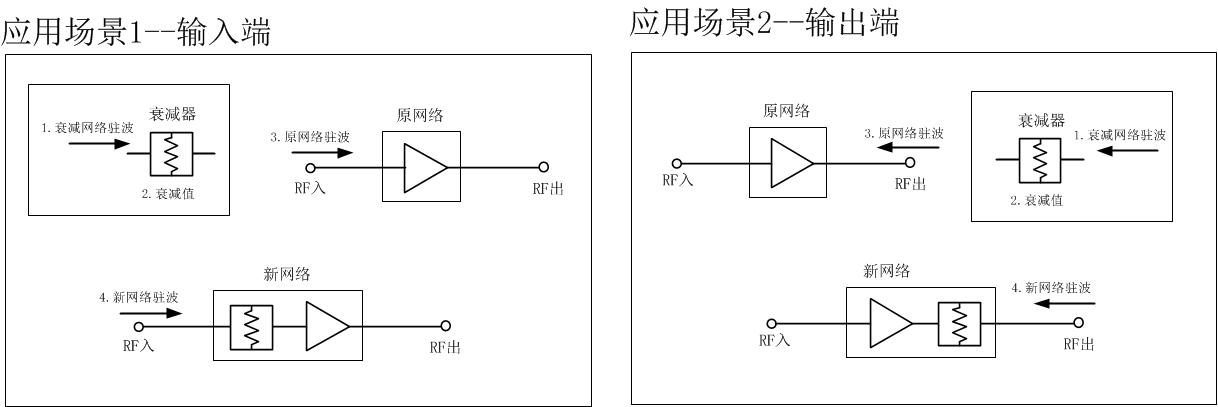 应用场景1--输入端
衰减器
1.衰减网络驻波
2.衰减值
原网络
3.原网络驻波
RF入
RF出
新网络
4.新网络驻波
RF入
RF出
应用场景2--输出端
原网络
3.原网络驻波
RF入
RF出
衰减器
1.衰减网络驻波
2.衰减值
新网络
4.新网络驻波
RF入
RF出